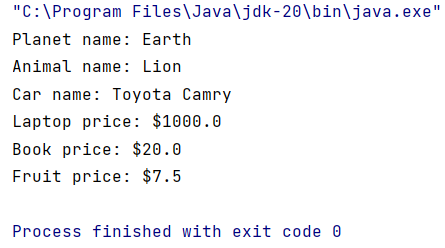 "C:\Program Files\Java\jdk-20\bin\java.exe"
Planet name: Earth
Animal name: Lion
Car name: Toyota Camry
Laptop price: $1000.0
Book price: $20.0
Fruit price: $7.5
Process finished with exit code 0